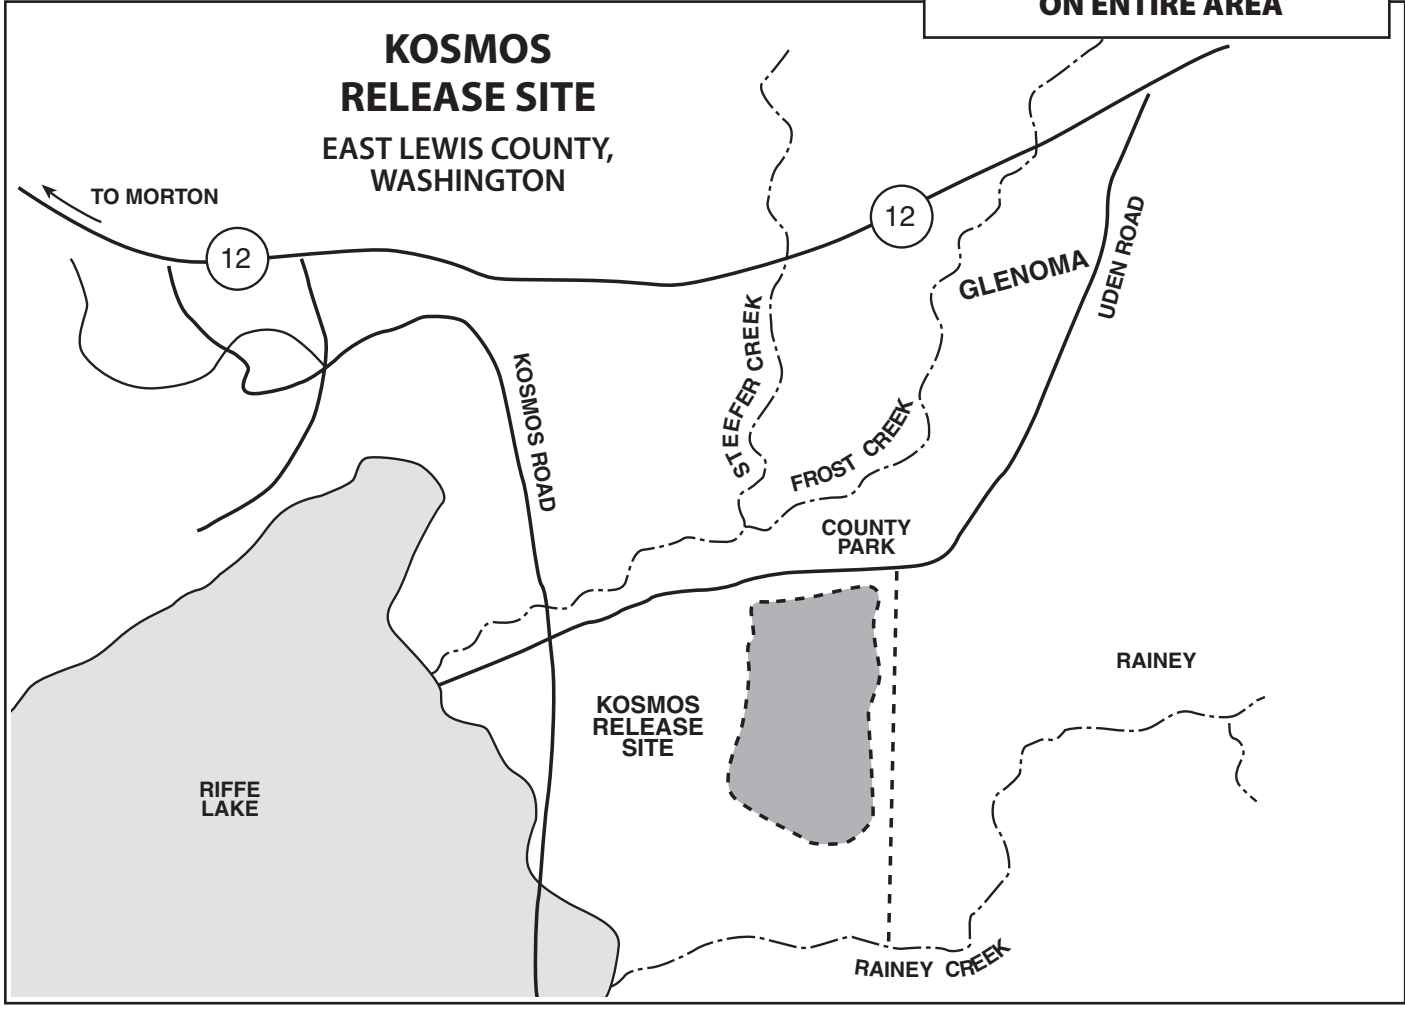 ON ENTIRE AREA
KOSMOS
RELEASE SITE
EAST LEWIS COUNTY,
WASHINGTON
TO MORTON
12
12
GLENOMA
UDEN ROAD
STEEFER CREEK
KOSMOS ROAD
FROST CREEK
COUNTY
PARK
RAINEY
KOSMOS
RELEASE
SITE
RIFFE
LAKE
RAINEY CREEK